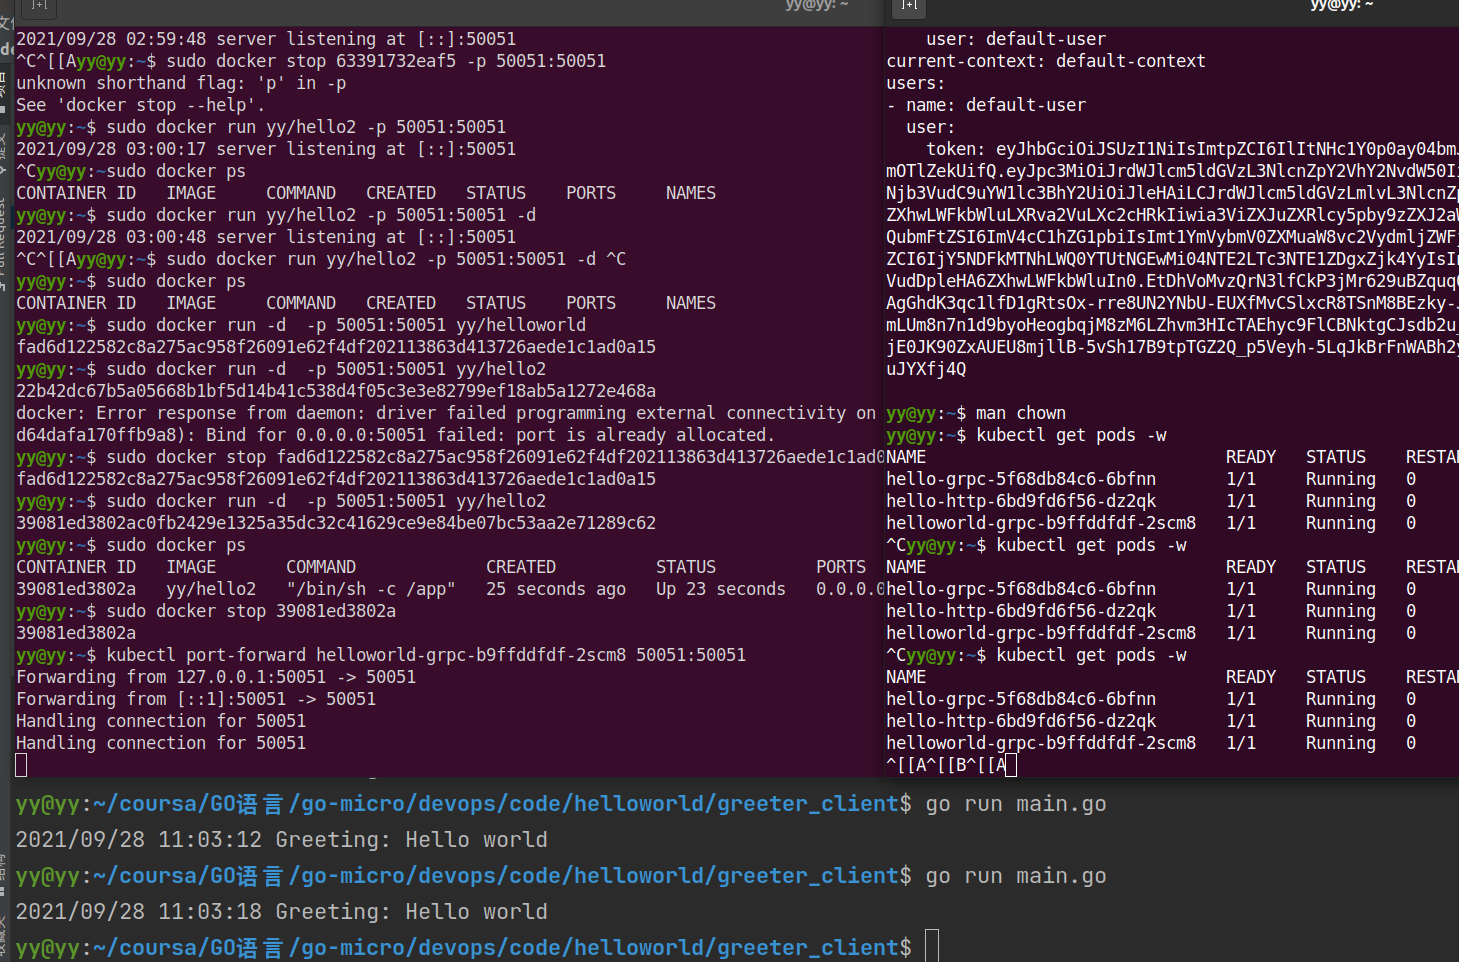 yy@yy: ~
2021/09/28 02:59:48 server listening at [::]:50051
^C^[[Ayy@yy:~$ sudo docker stop 63391732eaf5 -p 50051:50051
unknown shorthand flag: 'p' in -p
See 'docker stop --help'.
yy@yy:~$ sudo docker run yy/hello2 -p 50051:50051
2021/09/28 03:00:17 server listening at [::]:50051
^Cyy@yy:~sudo docker ps
CONTAINER ID   IMAGE     COMMAND   CREATED   STATUS    PORTS     NAMES
yy@yy:~$ sudo docker run yy/hello2 -p 50051:50051 -d
2021/09/28 03:00:48 server listening at [::]:50051
^C^[[Ayy@yy:~$ sudo docker run yy/hello2 -p 50051:50051 -d ^C
yy@yy:~$ sudo docker ps
CONTAINER ID   IMAGE     COMMAND   CREATED   STATUS    PORTS     NAMES
yy@yy:~$ sudo docker run -d  -p 50051:50051 yy/helloworld
fad6d122582c8a275ac958f26091e62f4df202113863d413726aede1c1ad0a15
yy@yy:~$ sudo docker run -d  -p 50051:50051 yy/hello2
22b42dc67b5a05668b1bf5d14b41c538d4f05c3e3e82799ef18ab5a1272e468a
docker: Error response from daemon: driver failed programming external connectivity on
d64dafa170ffb9a8): Bind for 0.0.0.0:50051 failed: port is already allocated.
yy@yy:~$ sudo docker stop fad6d122582c8a275ac958f26091e62f4df202113863d413726aede1c1ad0
fad6d122582c8a275ac958f26091e62f4df202113863d413726aede1c1ad0a15
yy@yy:~$ sudo docker run -d  -p 50051:50051 yy/hello2
39081ed3802ac0fb2429e1325a35dc32c41629ce9e84be07bc53aa2e71289c62
yy@yy:~$ sudo docker ps
CONTAINER ID   IMAGE       COMMAND             CREATED          STATUS          PORTS
39081ed3802a   yy/hello2   "/bin/sh -c /app"   25 seconds ago   Up 23 seconds   0.0.0.0
yy@yy:~$ sudo docker stop 39081ed3802a
39081ed3802a
yy@yy:~$ kubectl port-forward helloworld-grpc-b9ffddfdf-2scm8 50051:50051
Forwarding from 127.0.0.1:50051 -> 50051
Forwarding from [::1]:50051 -> 50051
Handling connection for 50051
Handling connection for 50051
yy@yy: ~
user: default-user
current-context: default-context
users:
- name: default-user
user:
token: eyJhbGciOiJSUzI1NiIsImtpZCI6IlItNHc1Y0p0ay04bm
mOTlZekUifQ.eyJpc3MiOiJrdWJlcm5ldGVzL3NlcnZpY2VhY2NvdW50Ii
Njb3VudC9uYW1lc3BhY2UiOiJleHAiLCJrdWJlcm5ldGVzLmlvL3NlcnZp
ZXhwLWFkbWluLXRva2VuLXc2cHRkIiwia3ViZXJuZXRlcy5pby9zZXJ2aW
QubmFtZSI6ImV4cC1hZG1pbiIsImt1YmVybmV0ZXMuaW8vc2VydmljZWFj
ZCI6IjY5NDFkMTNhLWQ0YTUtNGEwMi04NTE2LTc3NTE1ZDgxZjk4YyIsIn
VudDpleHA6ZXhwLWFkbWluIn0.EtDhVoMvzQrN3lfCkP3jMr629uBZquq
AgGhdK3qc1lfD1gRtsOx-rre8UN2YNbU-EUXfMvCSlxcR8TSnM8BEzky-
mLUm8n7n1d9byoHeogbqjM8zM6LZhvm3HIcTAEhyc9FlCBNktgCJsdb2u_
jE0JK90ZxAUEU8mjllB-5vSh17B9tpTGZ2Q_p5Veyh-5LqJkBrFnWABh2y
uJYXfj4Q
yy@yy:~$ man chown
yy@yy:~$ kubectl get pods -w
NAME                              READY   STATUS    RESTA
hello-grpc-5f68db84c6-6bfnn       1/1     Running   0
hello-http-6bd9fd6f56-dz2qk       1/1     Running   0
helloworld-grpc-b9ffddfdf-2scm8   1/1     Running   0
^Cyy@yy:~$ kubectl get pods -w
NAME                              READY   STATUS    RESTA
hello-grpc-5f68db84c6-6bfnn       1/1     Running   0
hello-http-6bd9fd6f56-dz2qk       1/1     Running   0
helloworld-grpc-b9ffddfdf-2scm8   1/1     Running   0
^Cyy@yy:~$ kubectl get pods -w
NAME                              READY   STATUS    RESTA
hello-grpc-5f68db84c6-6bfnn       1/1     Running   0
hello-http-6bd9fd6f56-dz2qk       1/1     Running   0
helloworld-grpc-b9ffddfdf-2scm8   1/1     Running   0
^[[A^[[B^[[A
yy@yy:~/coursa/GO语言/go-micro/devops/code/helloworld/greeter_client$ go run main.go
2021/09/28 11:03:12 Greeting: Hello world
yy@yy:~/coursa/GO语言/go-micro/devops/code/helloworld/greeter_client$ go run main.go
2021/09/28 11:03:18 Greeting: Hello world
yy@yy:~/coursa/GO语言/go-micro/devops/code/helloworld/greeter_client$